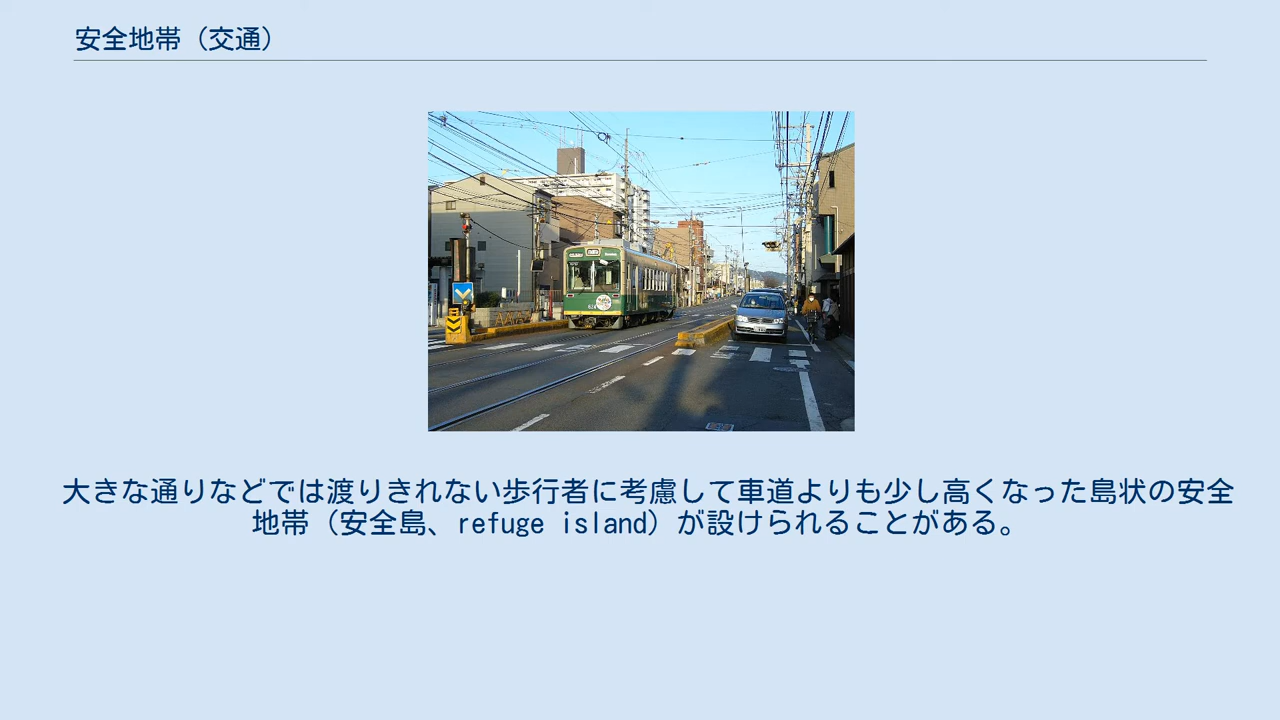 安全地帯（交通）
大きな通りなどでは渡りきれない歩行者に考慮して車道よりも少し高くなった島状の安全
地帯（安全島、refuge island）が設けられることがある。